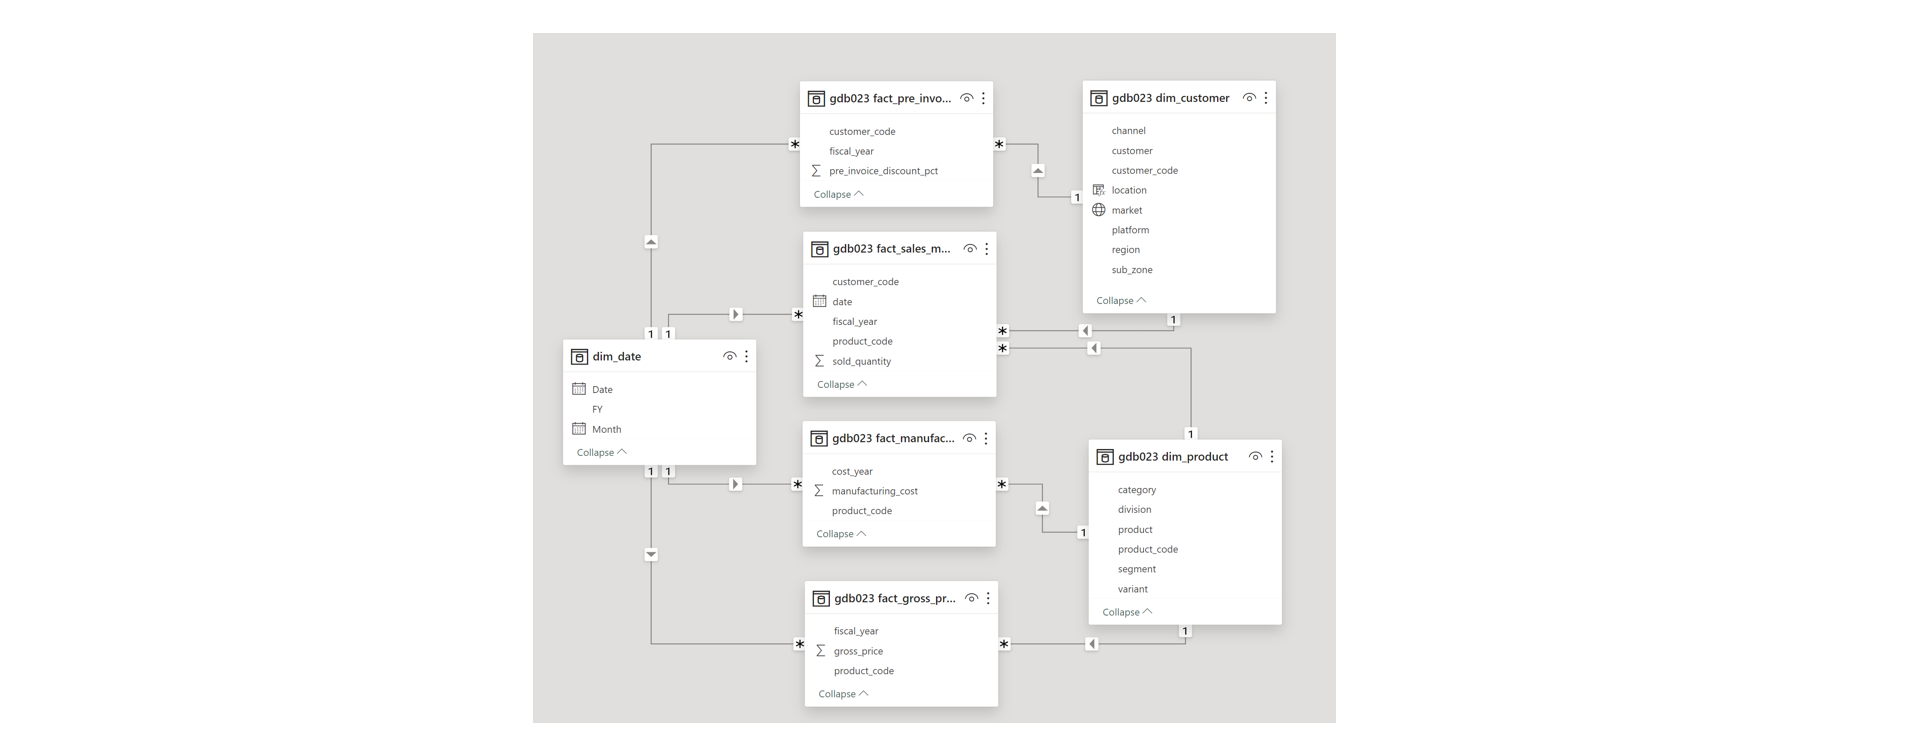 gdb023 fact_pre_invo...
customer_code
fiscal_year
pre_invoice_discount_pct
Collapse
gdb023 dim_customer
channel
customer
customer_code
location
market
platform
region
sub_zone
Collapse
gdb023 fact_sales_m...
customer_code
date
fiscal_year
product_code
sold_quantity
Collapse
dim_date
Date
FY
Month
Collapse
gdb023 fact_manufac...
cost_year
manufacturing_cost
product_code
Collapse
gdb023 dim_product
category
division
product
product_code
segment
variant
Collapse
gdb023 fact_gross_pr...
fiscal_year
gross_price
product_code
Collapse
*
*
1
*
1
*
*
1
1
1
1
1
*
*
1
*
*
1